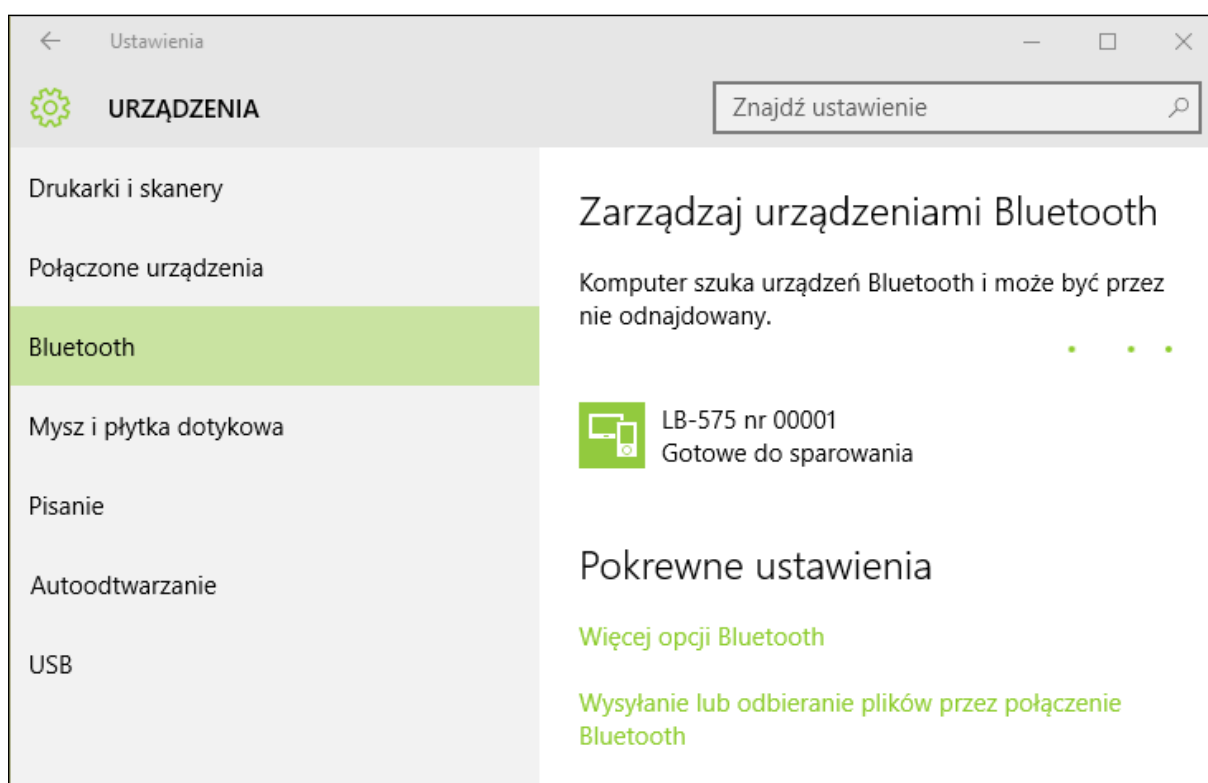 Ustawienia
URZĄDZENIA
Znajdź ustawienie
Drukarki i skanery
Połączone urządzenia
Bluetooth
Mysz i płytka dotykowa
Pisanie
Autoodtwarzanie
USB
Zarządzaj urządzeniami Bluetooth
Komputer szuka urządzeń Bluetooth i może być przez
nie odnajdowany.
LB-575 nr 00001
Gotowe do sparowania
Pokrewne ustawienia
Więcej opcji Bluetooth
Wysyłanie lub odbieranie plików przez połączenie
Bluetooth